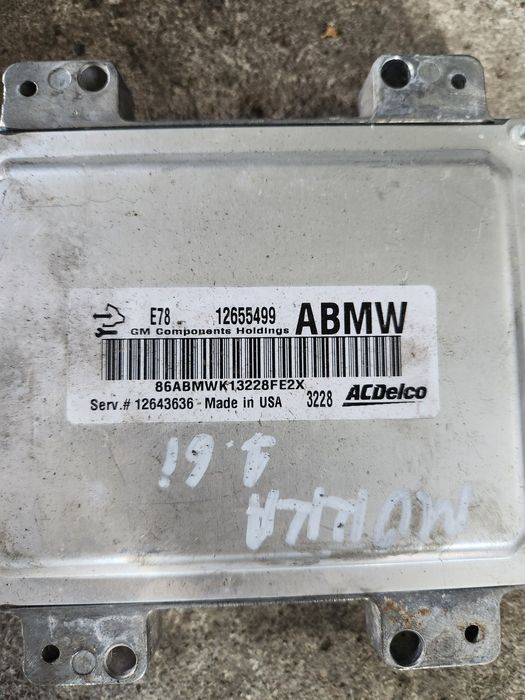 E78 12655499 ABMW
GM Components Holdings
86ABMWK13228FE2X
Serv.# 12643636 - Made in USA 3228 ACDelco
MOKKA
1.6i